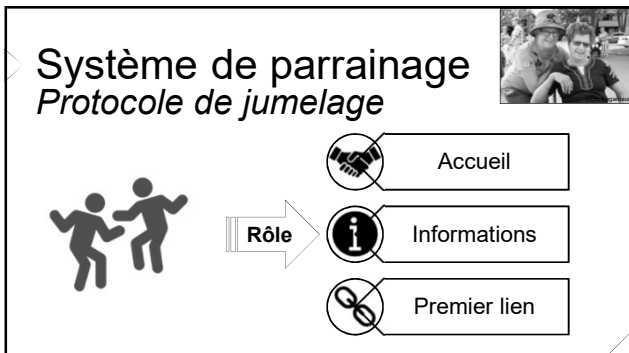 Système de parrainage
Protocole de jumelage
Accueil
Rôle
Informations
Premier lien